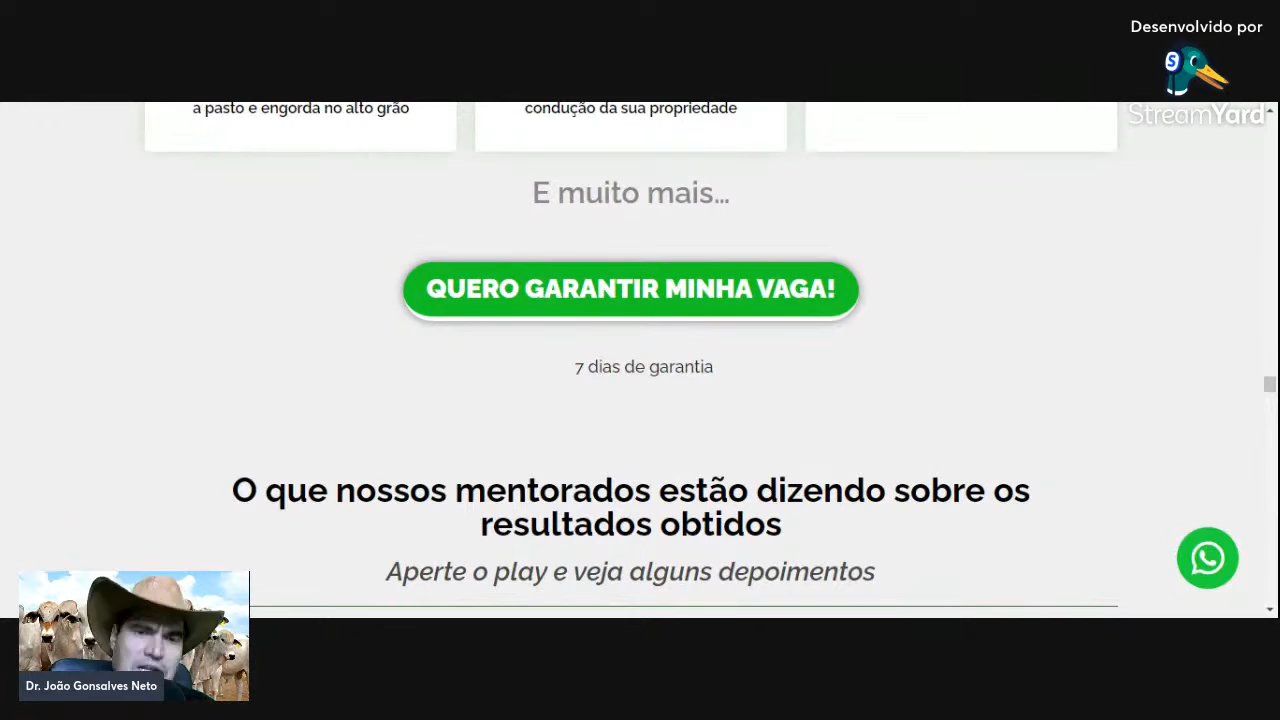 Desenvolvido por
StreamYard
a pasto e engorda no alto grão
condução da sua propriedade
E muito mais...
QUERO GARANTIR MINHA VAGA!
7 dias de garantia
O que nossos mentorados estão dizendo sobre os
resultados obtidos
Aperte o play e veja alguns depoimentos
Dr. João Gonsalves Neto